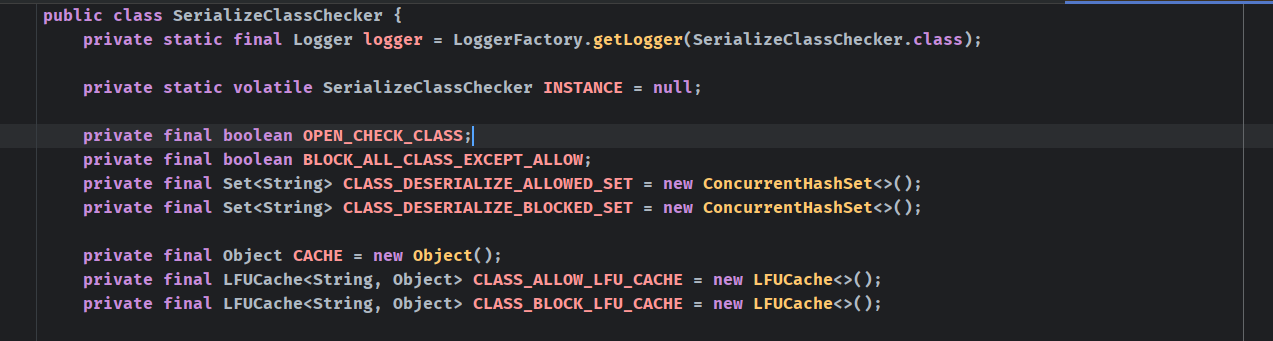 public class SerializeClassChecker {
    private static final Logger logger = LoggerFactory.getLogger(SerializeClassChecker.class);
    private static volatile SerializeClassChecker INSTANCE = null;
    private final boolean OPEN_CHECK_CLASS;
    private final boolean BLOCK_ALL_CLASS_EXCEPT_ALLOW;
    private final Set<String> CLASS_DESERIALIZE_ALLOWED_SET = new ConcurrentHashSet<>();
    private final Set<String> CLASS_DESERIALIZE_BLOCKED_SET = new ConcurrentHashSet<>();
    private final Object CACHE = new Object();
    private final LFUCache<String, Object> CLASS_ALLOW_LFU_CACHE = new LFUCache<>();
    private final LFUCache<String, Object> CLASS_BLOCK_LFU_CACHE = new LFUCache<>();